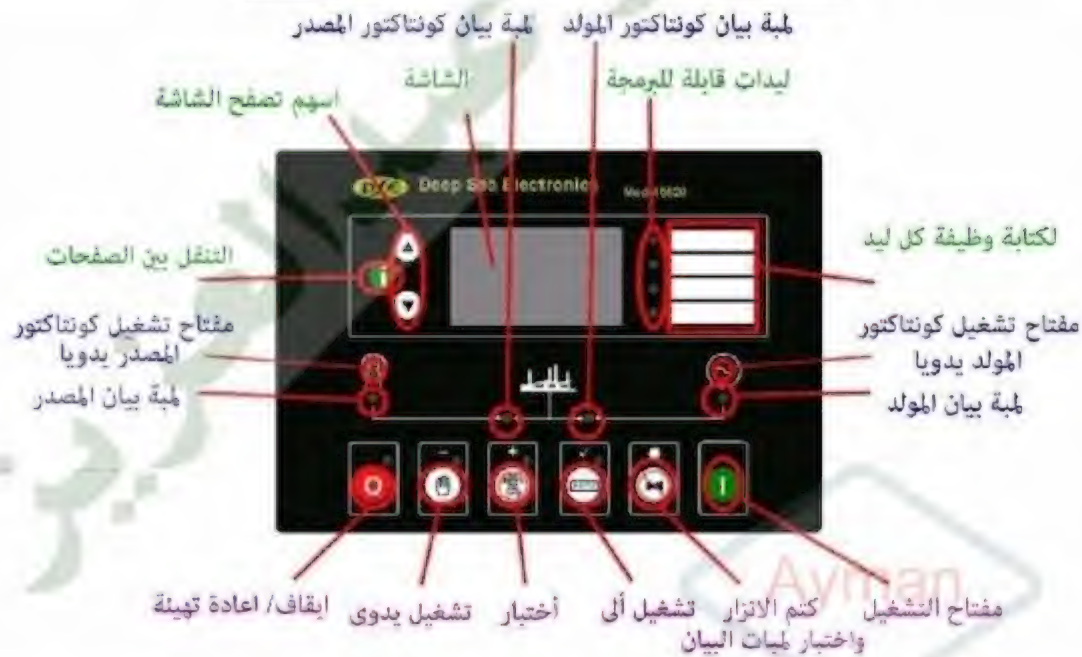 لمبة بيان كونتاكتور المولد
لمبة بيان كونتاكتور المصدر
ليدات قابلة للبرمجة
الشاشة
اسهم تصفح الشاشة
DSE Deep Sea Electronics
لكتابة وظيفة كل ليد
التنقل بين الصفحات
مفتاح تشغيل كونتاكتور
المولد يدويا
مفتاح تشغيل كونتاكتور
المصدر يدويا
لمبة بيان المولد
لمبة بيان المصدر
مفتاح التشغيل
كتم الانزار
واختبار لمبات البيان
تشغيل ألى
أختبار
تشغيل يدوى
ايقاف/ اعادة تهيئة
Ayman